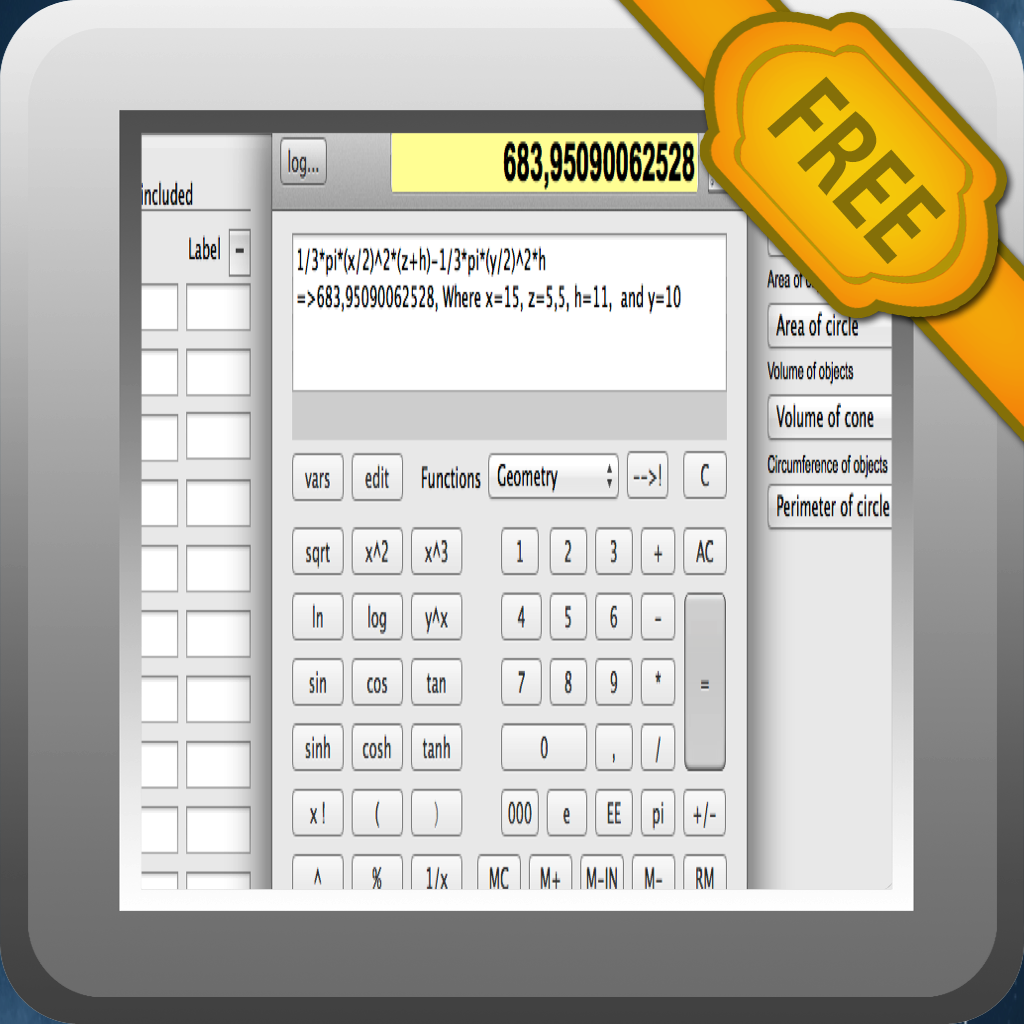 FREE
included
Label -
log...
683,95090062528
1/3*pi*(x/2)^2*(z+h)-1/3*pi*(y/2)^2*h
=>683,95090062528, Where x=15, z=5,5, h=11, and y=10
vars edit Functions Geometry -->! C
sqrt x^2 x^3 1 2 3 + AC
ln log y^x 4 5 6 -
sin cos tan 7 8 9 * =
sinh cosh tanh 0 , /
x! ( ) 000 e EE pi +/-
^ % 1/x MC M+ M-IN M- RM
Area of
Area of circle
Volume of objects
Volume of cone
Circumference of objects
Perimeter of circle